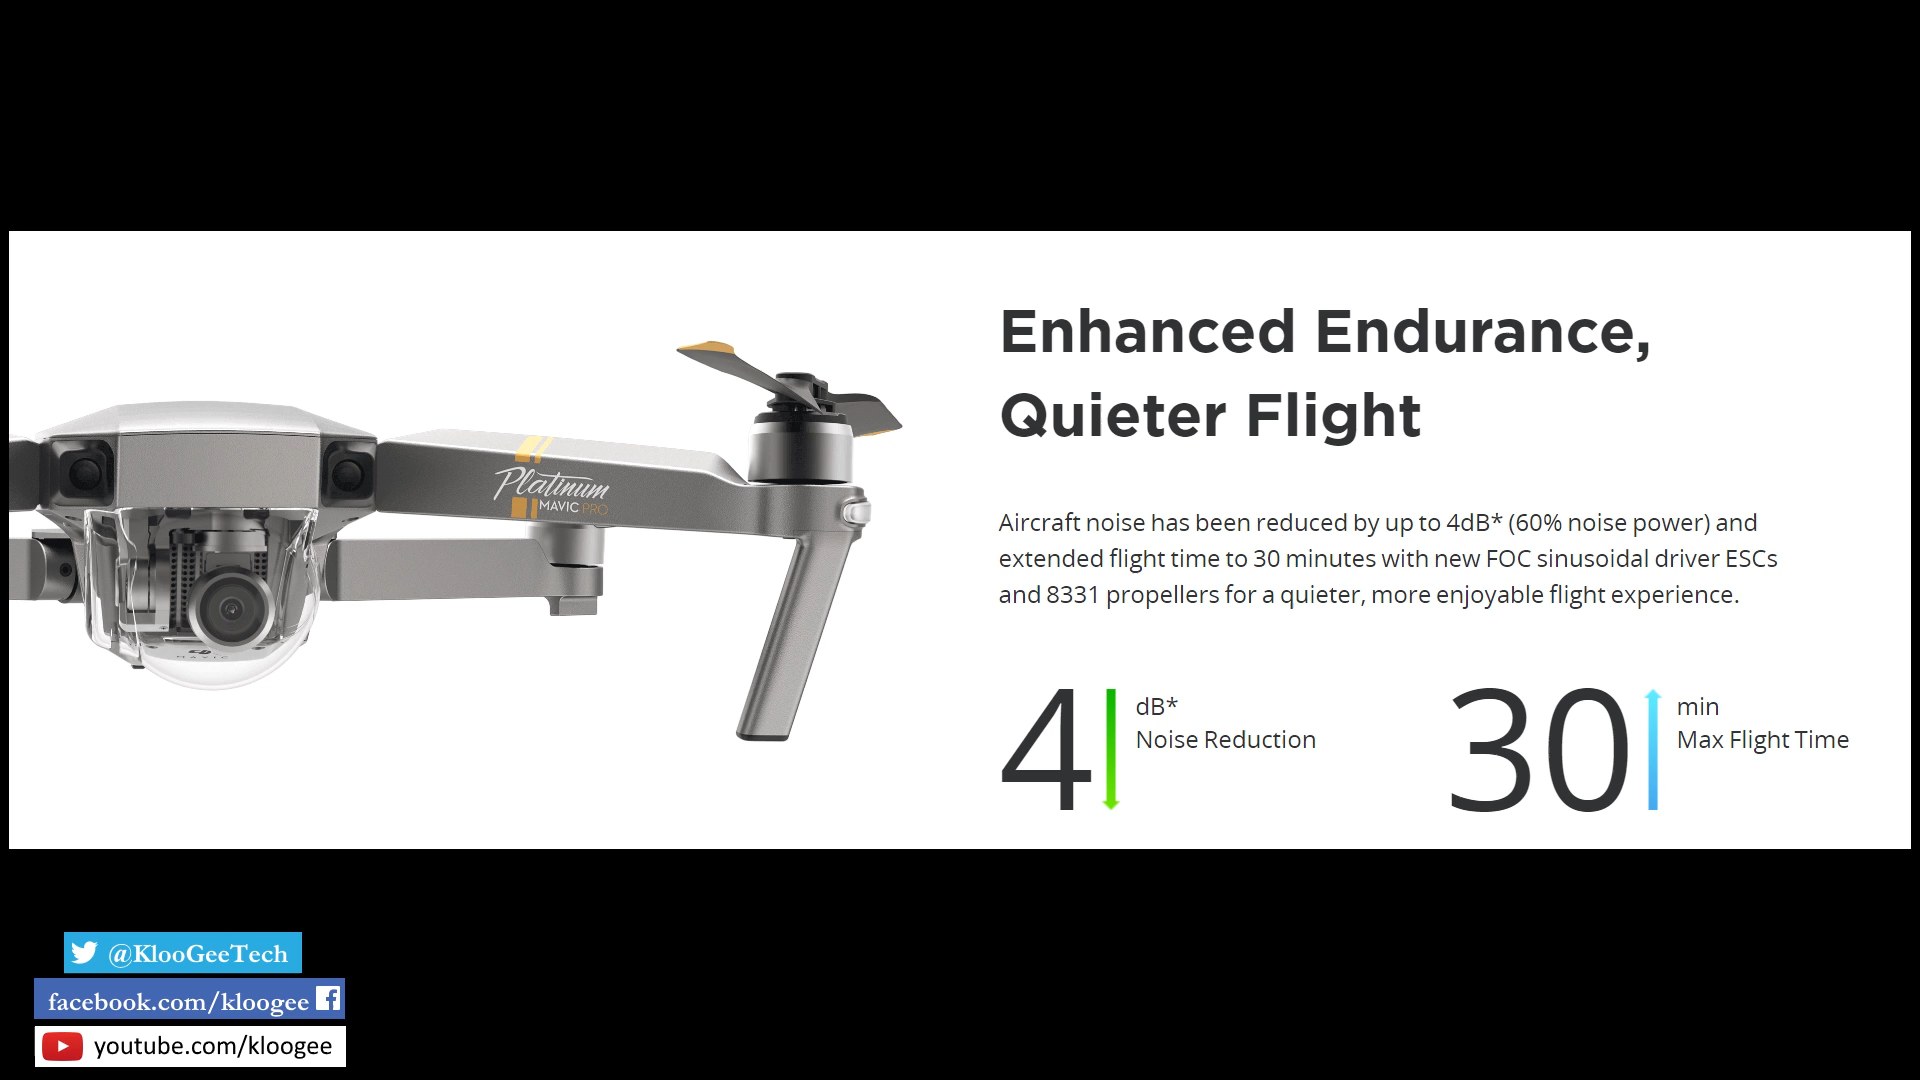 Enhanced Endurance,
Quieter Flight
Platinum
MAVIC PRO
Aircraft noise has been reduced by up to 4dB* (60% noise power) and
extended flight time to 30 minutes with new FOC sinusoidal driver ESCs
and 8331 propellers for a quieter, more enjoyable flight experience.
4 dB*
Noise Reduction
30 min
Max Flight Time
@KlooGeeTech
facebook.com/kloogee
youtube.com/kloogee